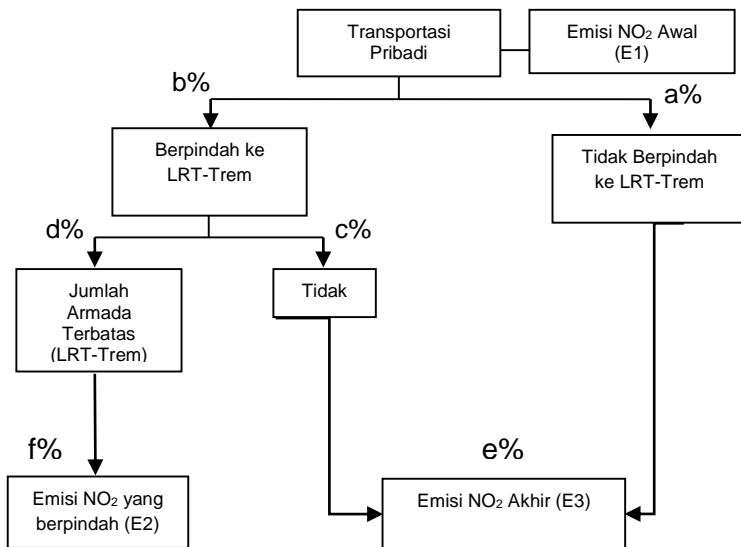 Transportasi
Pribadi
Emisi NO₂ Awal
(E1)
b%
a%
Berpindah ke
LRT-Trem
Tidak Berpindah
ke LRT-Trem
d%
c%
Jumlah
Armada
Terbatas
(LRT-Trem)
Tidak
f%
e%
Emisi NO₂ yang
berpindah (E2)
Emisi NO₂ Akhir (E3)